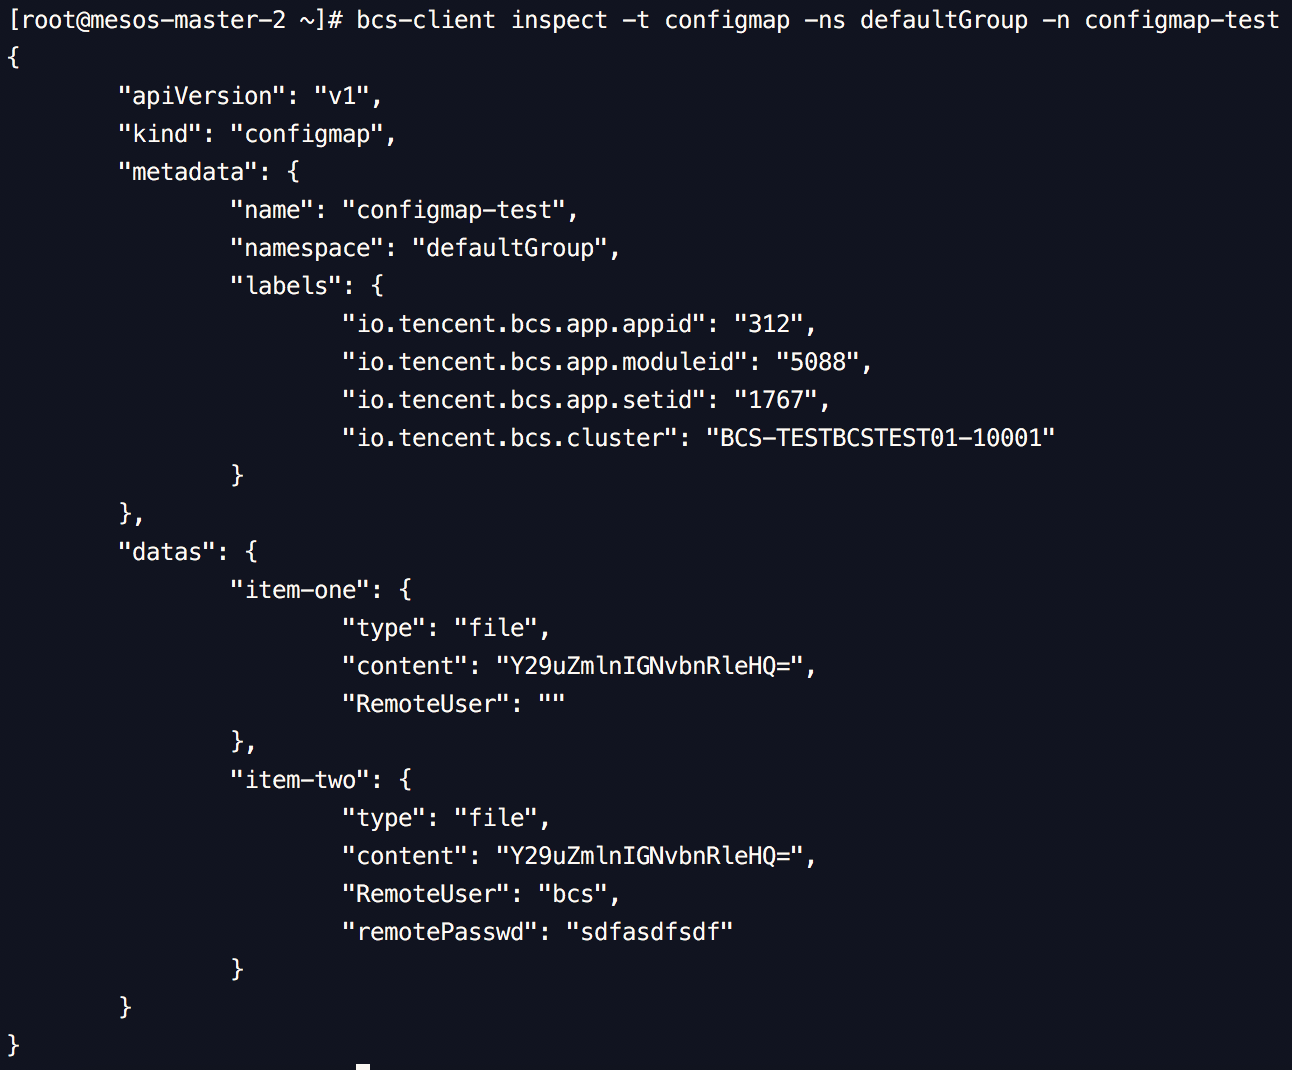 [root@mesos-master-2 ~]# bcs-client inspect -t configmap -ns defaultGroup -n configmap-test
{
        "apiVersion": "v1",
        "kind": "configmap",
        "metadata": {
                "name": "configmap-test",
                "namespace": "defaultGroup",
                "labels": {
                        "io.tencent.bcs.app.appid": "312",
                        "io.tencent.bcs.app.moduleid": "5088",
                        "io.tencent.bcs.app.setid": "1767",
                        "io.tencent.bcs.cluster": "BCS-TESTBCSTEST01-10001"
                }
        },
        "datas": {
                "item-one": {
                        "type": "file",
                        "content": "Y29uZmlnIGNvbnRleHQ=",
                        "RemoteUser": ""
                },
                "item-two": {
                        "type": "file",
                        "content": "Y29uZmlnIGNvbnRleHQ=",
                        "RemoteUser": "bcs",
                        "remotePasswd": "sdfasdfsdf"
                }
        }
}